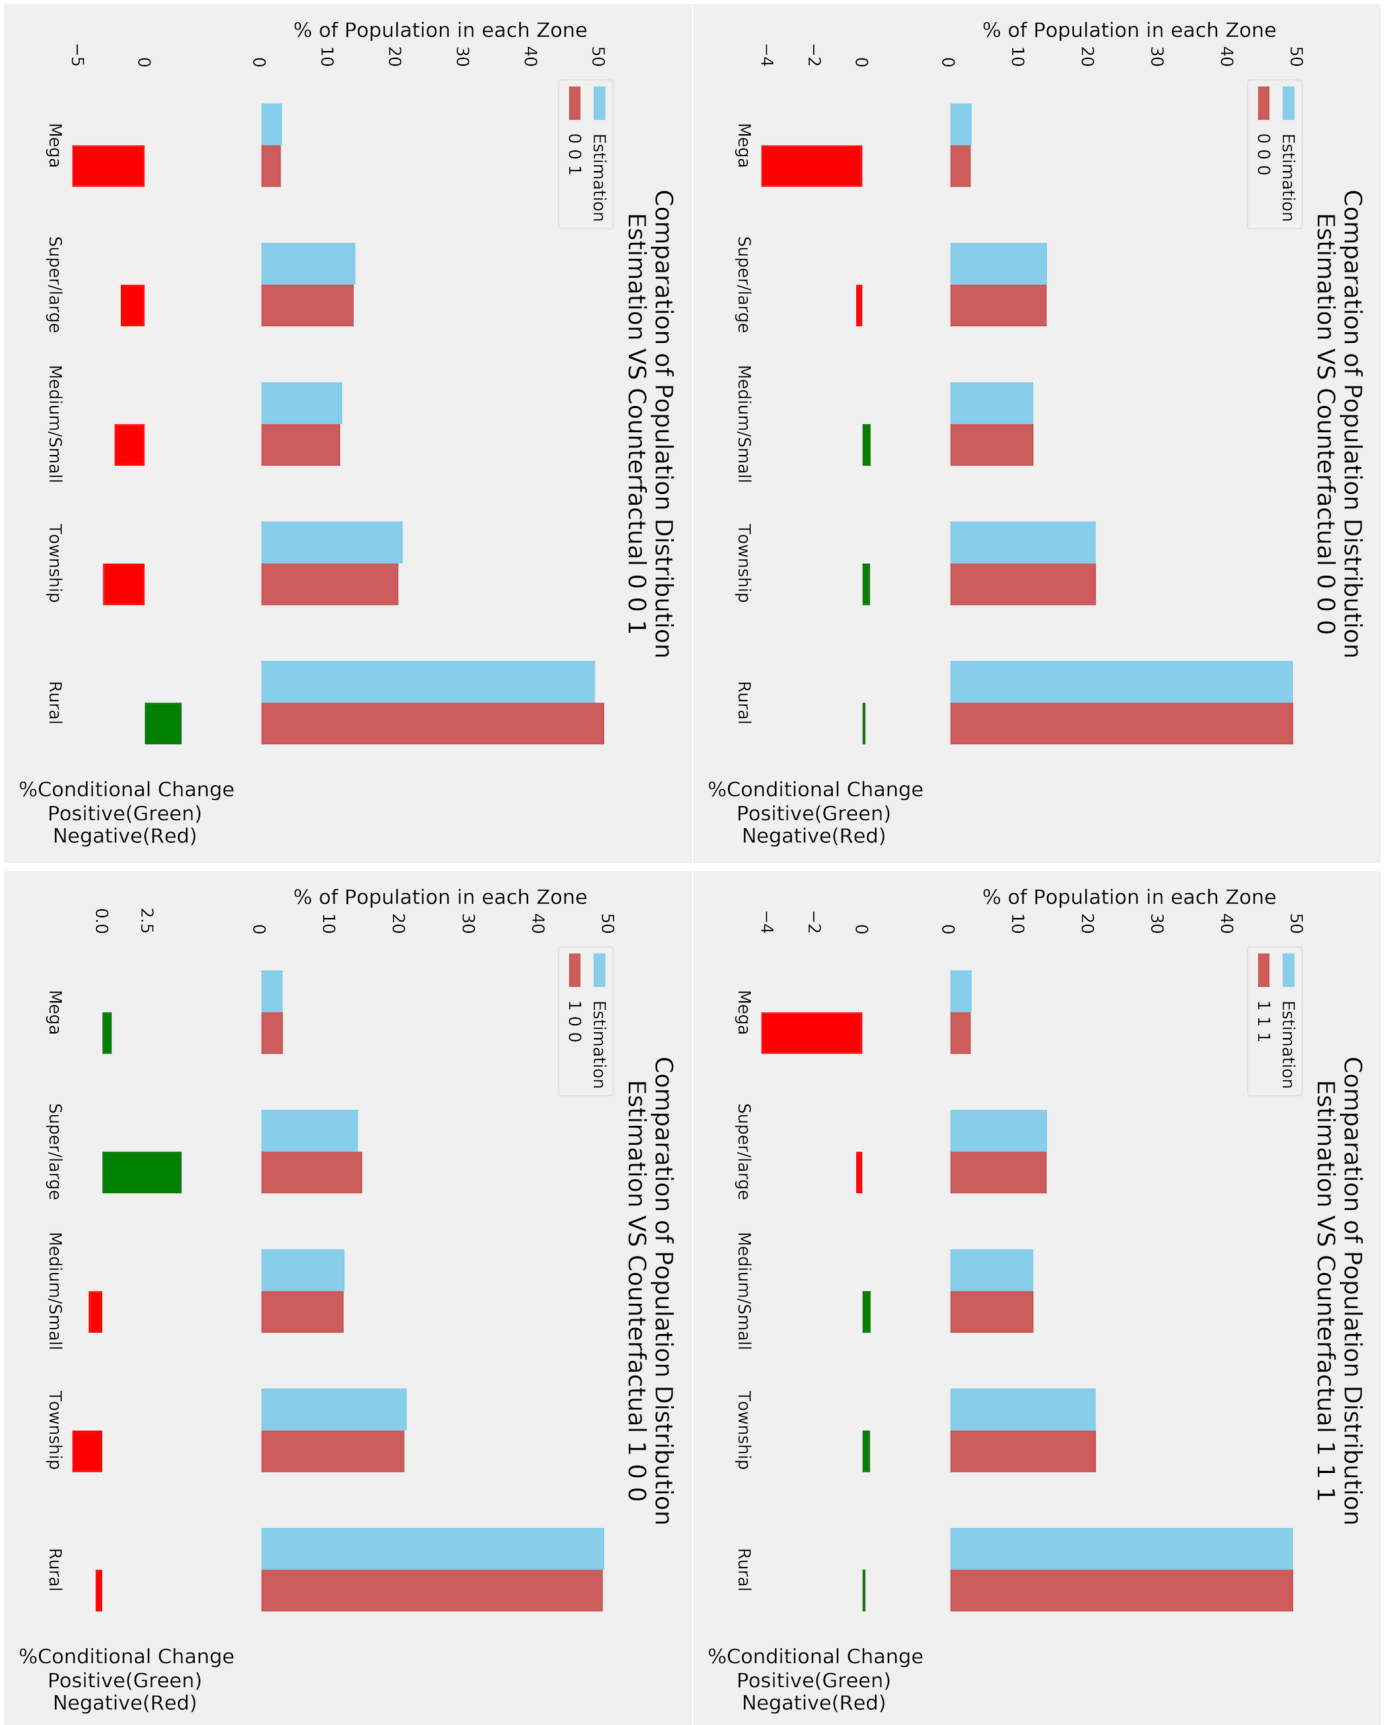 Comparation of Population Distribution
Estimation VS Counterfactual 0 0 0
% of Population in each Zone
50
40
30
20
10
0
Estimation
0 0 0
0
−2
−4
Mega
Super/large
Medium/Small
Township
Rural
%Conditional Change
Positive(Green)
Negative(Red)
Comparation of Population Distribution
Estimation VS Counterfactual 1 1 1
% of Population in each Zone
50
40
30
20
10
0
Estimation
1 1 1
0
−2
−4
Mega
Super/large
Medium/Small
Township
Rural
%Conditional Change
Positive(Green)
Negative(Red)
Comparation of Population Distribution
Estimation VS Counterfactual 0 0 1
% of Population in each Zone
50
40
30
20
10
0
Estimation
0 0 1
0
−5
Mega
Super/large
Medium/Small
Township
Rural
%Conditional Change
Positive(Green)
Negative(Red)
Comparation of Population Distribution
Estimation VS Counterfactual 1 0 0
% of Population in each Zone
50
40
30
20
10
0
Estimation
1 0 0
2.5
0.0
Mega
Super/large
Medium/Small
Township
Rural
%Conditional Change
Positive(Green)
Negative(Red)